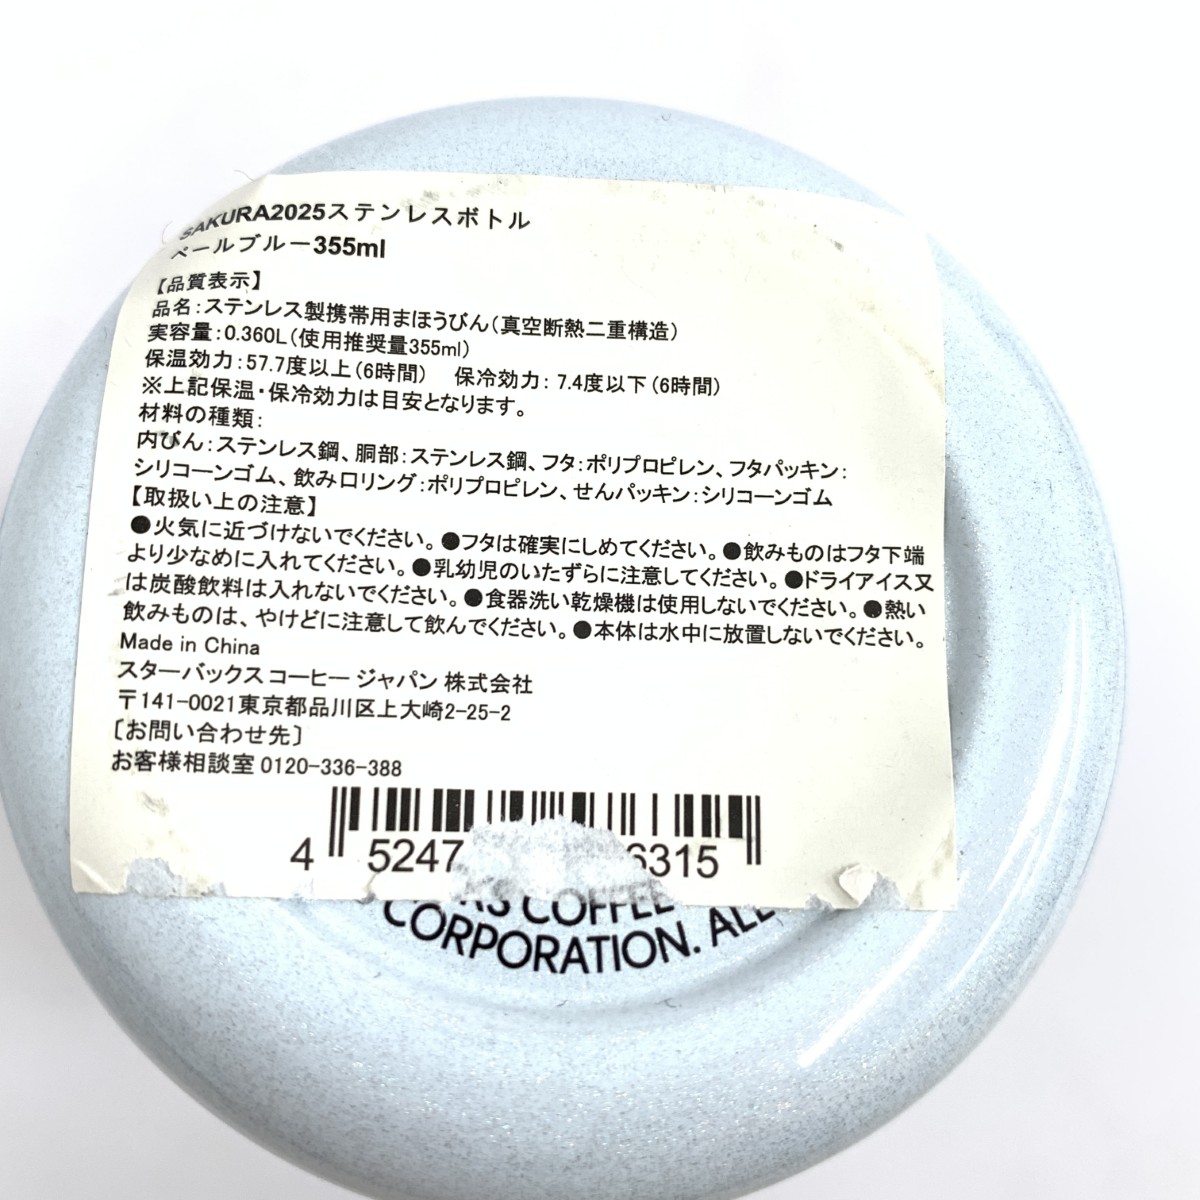 SAKURA2025ステンレスボトル
ペールブルー355ml
【品質表示】
品名：ステンレス製携帯用まほうびん（真空断熱二重構造）
実容量：0.360L（使用推奨量355ml）
保温効力：57.7度以上（6時間）　保冷効力：7.4度以下（6時間）
※上記保温・保冷効力は目安となります。
材料の種類：
内びん：ステンレス鋼、胴部：ステンレス鋼、フタ：ポリプロピレン、フタパッキン：
シリコーンゴム、飲み口リング：ポリプロピレン、せんパッキン：シリコーンゴム
【取扱い上の注意】
●火気に近づけないでください。●フタは確実にしめてください。●飲みものはフタ下端
より少なめに入れてください。●乳幼児のいたずらに注意してください。●ドライアイス又
は炭酸飲料は入れないでください。●食器洗い乾燥機は使用しないでください。●熱い
飲みものは、やけどに注意して飲んでください。●本体は水中に放置しないでください。
Made in China
スターバックス コーヒー ジャパン 株式会社
〒141-0021東京都品川区上大崎2-25-2
［お問い合わせ先］
お客様相談室 0120-336-388
4 5247 6315
COFFEE
CORPORATION. ALL